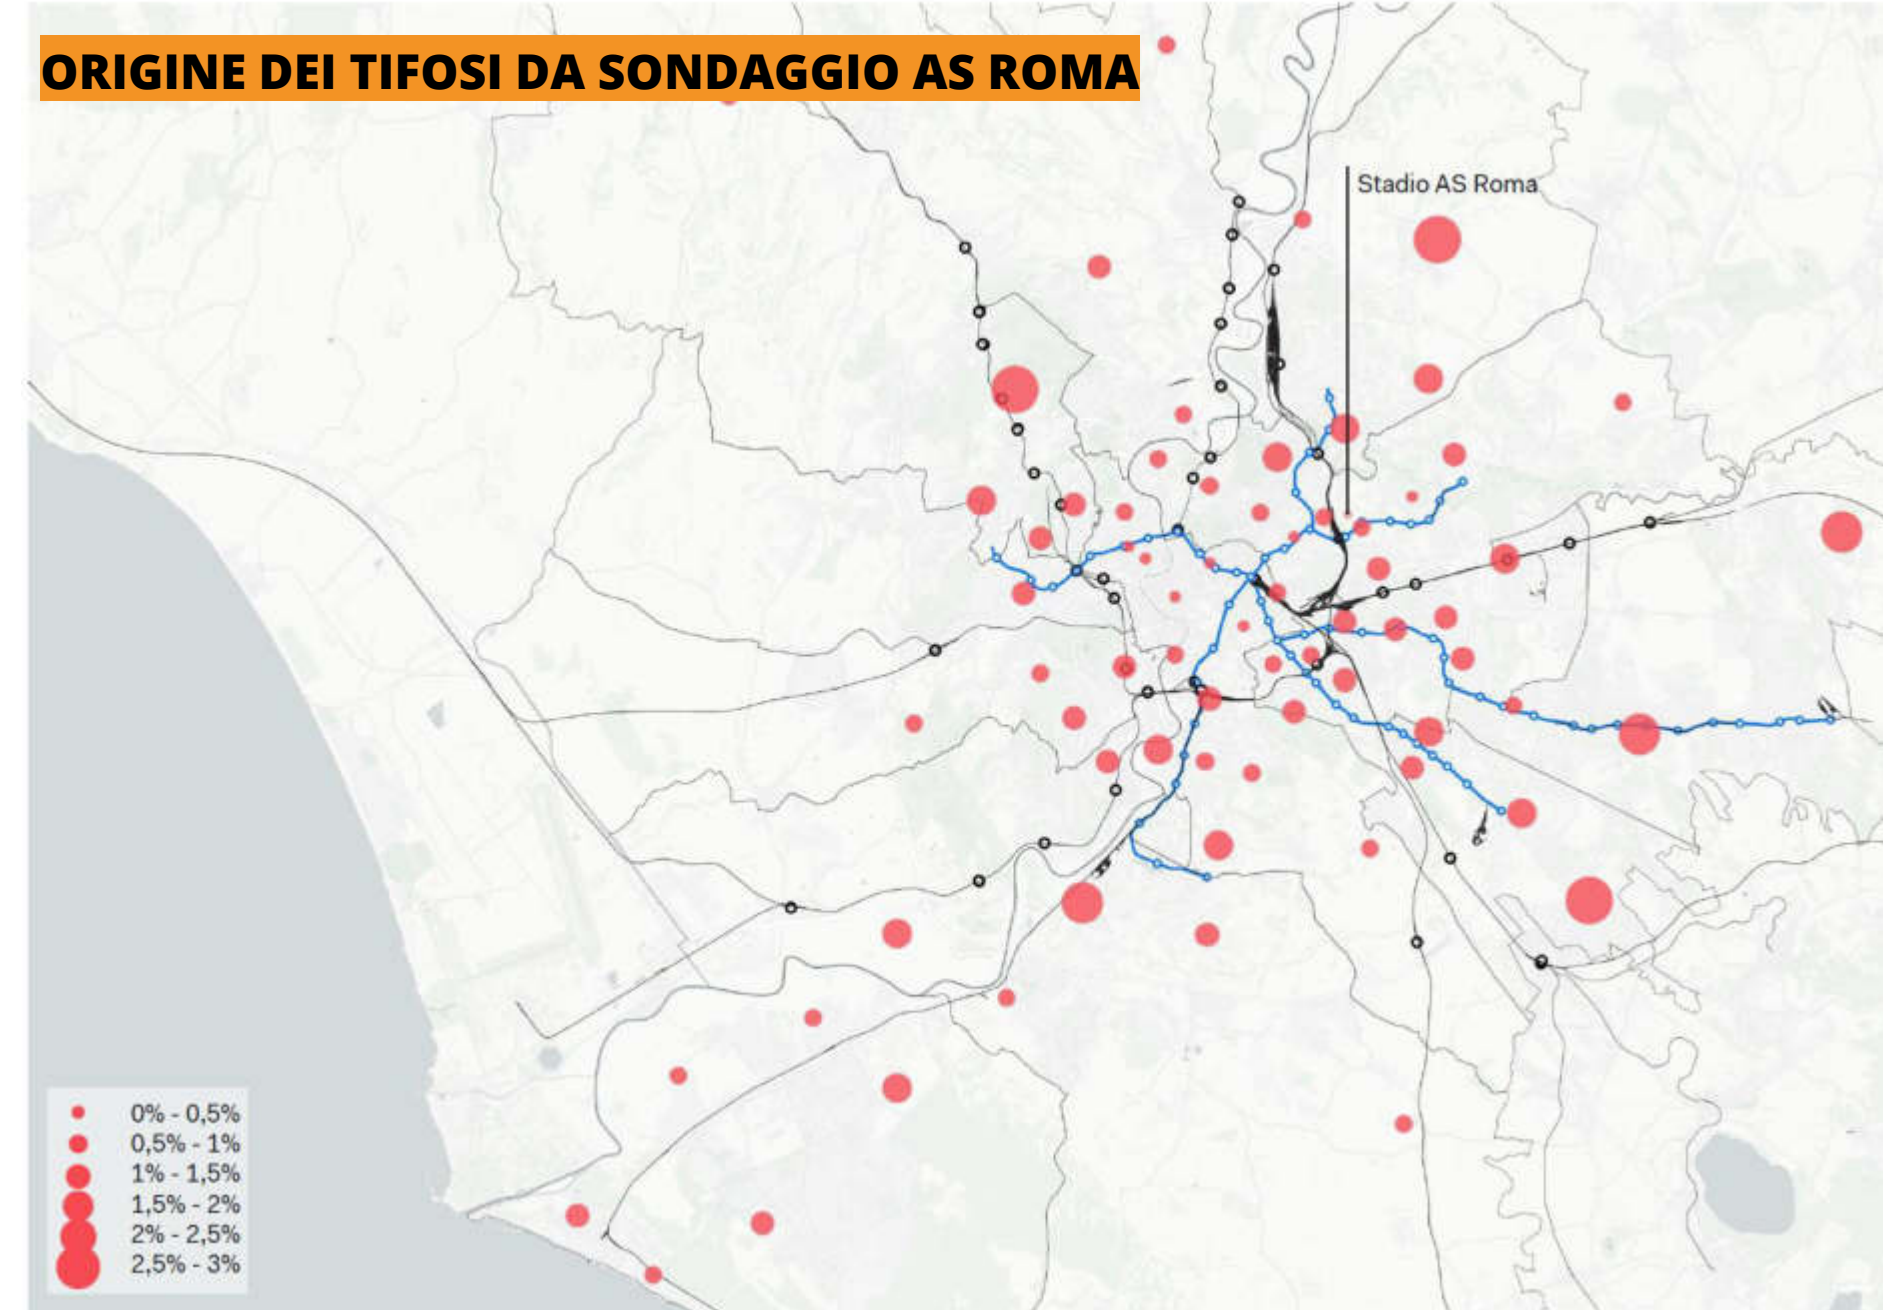 ORIGINE DEI TIFOSI DA SONDAGGIO AS ROMA
Stadio AS Roma
0% - 0,5%
0,5% - 1%
1% - 1,5%
1,5% - 2%
2% - 2,5%
2,5% - 3%